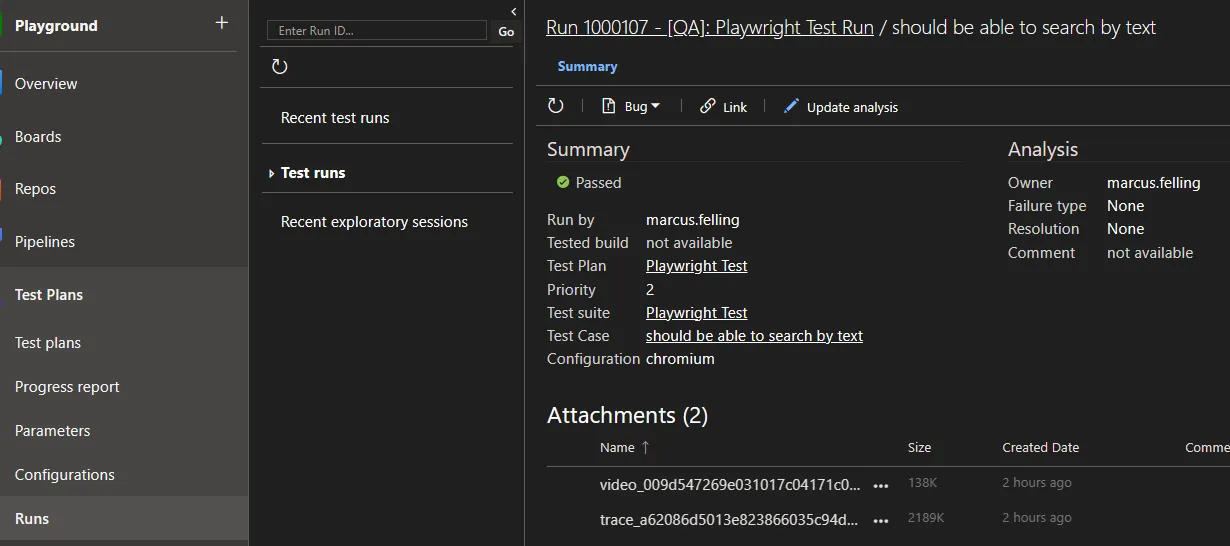 Playground +
Overview
Boards
Repos
Pipelines
Test Plans
Test plans
Progress report
Parameters
Configurations
Runs
Enter Run ID... Go
Recent test runs
Test runs
Recent exploratory sessions
Run 1000107 - [QA]: Playwright Test Run / should be able to search by text
Summary
Bug Link Update analysis
Summary
Passed
Run by marcus.felling
Tested build not available
Test Plan Playwright Test
Priority 2
Test suite Playwright Test
Test Case should be able to search by text
Configuration chromium
Analysis
Owner marcus.felling
Failure type None
Resolution None
Comment not available
Attachments (2)
Name ↑ Size Created Date Comme
video_009d547269e031017c04171c0... ... 138K 2 hours ago
trace_a62086d5013e823866035c94d... ... 2189K 2 hours ago